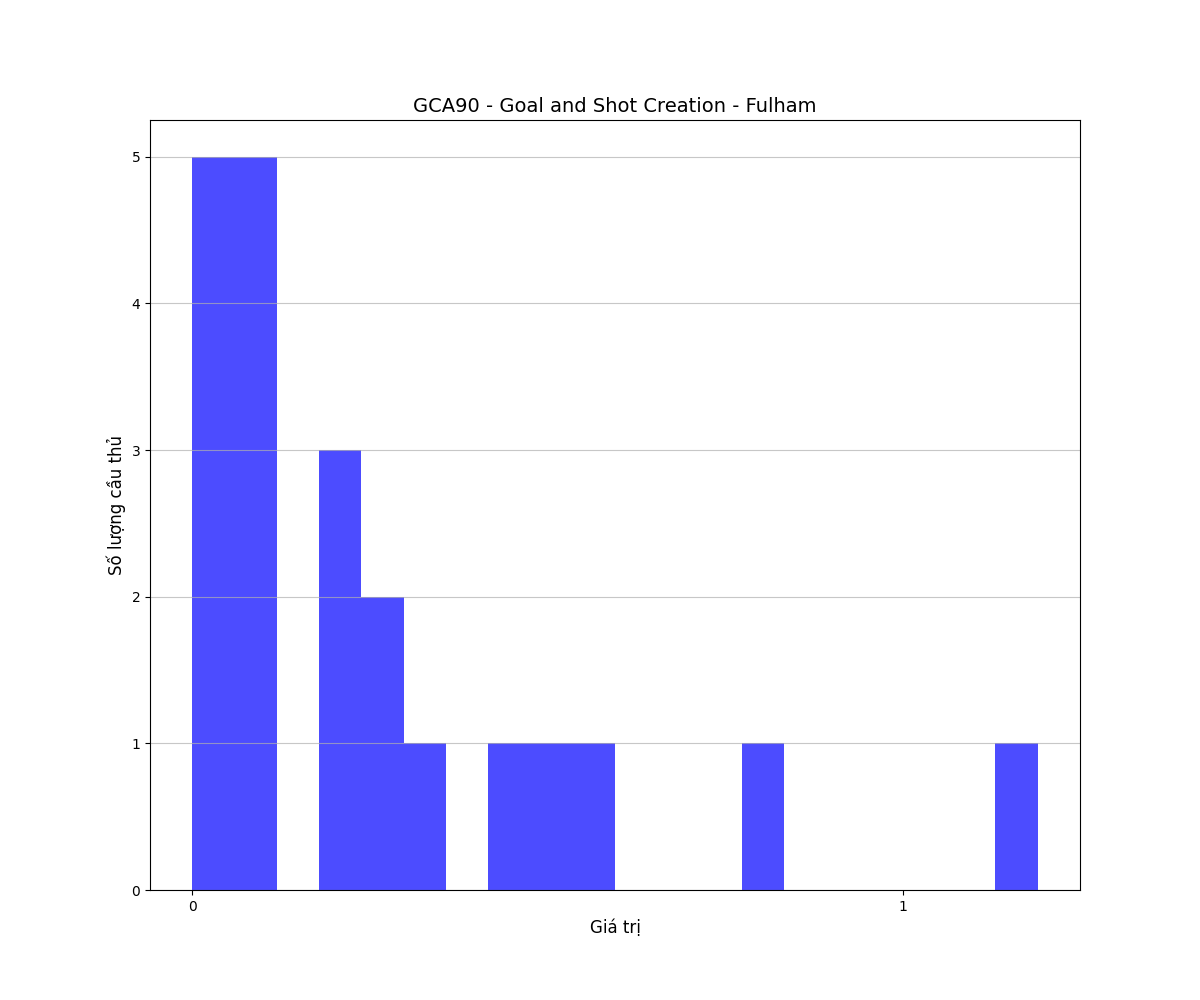 GCA90 - Goal and Shot Creation - Fulham
5
4
3
2
1
0
Số lượng cầu thủ
0 1
Giá trị